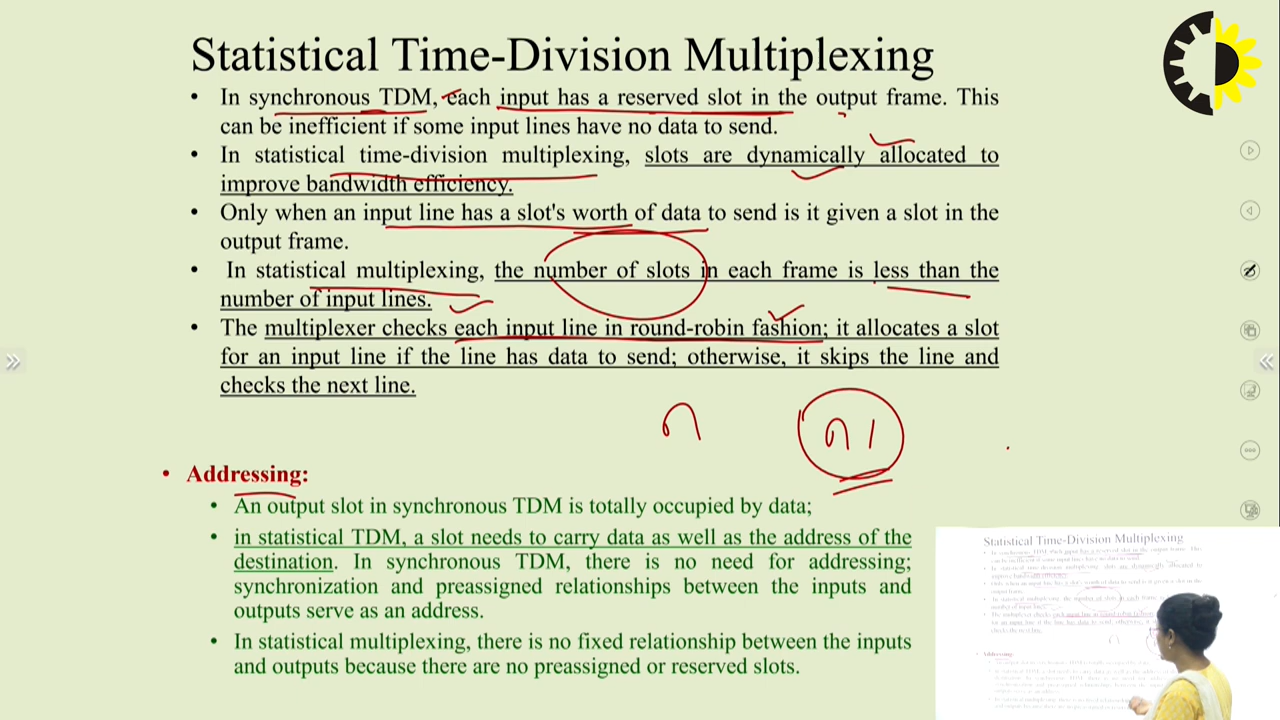 Statistical Time-Division Multiplexing
• In synchronous TDM, each input has a reserved slot in the output frame. This
can be inefficient if some input lines have no data to send.
• In statistical time-division multiplexing, slots are dynamically allocated to
improve bandwidth efficiency.
• Only when an input line has a slot's worth of data to send is it given a slot in the
output frame.
• In statistical multiplexing, the number of slots in each frame is less than the
number of input lines.
• The multiplexer checks each input line in round-robin fashion; it allocates a slot
for an input line if the line has data to send; otherwise, it skips the line and
checks the next line.
• Addressing:
• An output slot in synchronous TDM is totally occupied by data;
• in statistical TDM, a slot needs to carry data as well as the address of the
destination. In synchronous TDM, there is no need for addressing;
synchronization and preassigned relationships between the inputs and
outputs serve as an address.
• In statistical multiplexing, there is no fixed relationship between the inputs
and outputs because there are no preassigned or reserved slots.
Statistical Time-Division Multiplexing